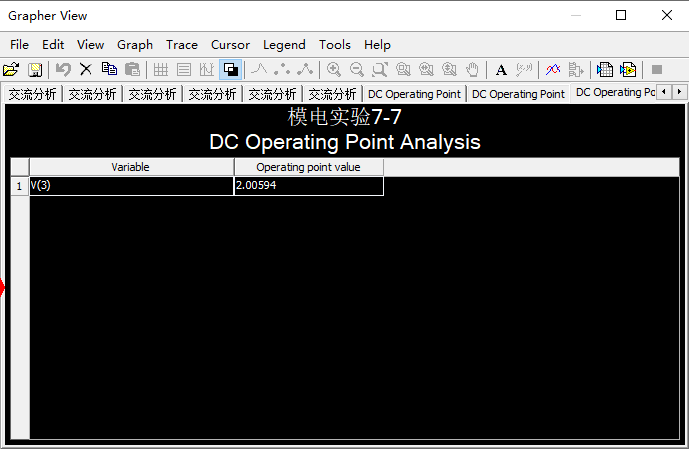 Grapher View
File Edit View Graph Trace Cursor Legend Tools Help
交流分析 交流分析 交流分析 交流分析 交流分析 交流分析 DC Operating Point DC Operating Point DC Operating Po
模电实验7-7
DC Operating Point Analysis
Variable Operating point value
1 V(3) 2.00594